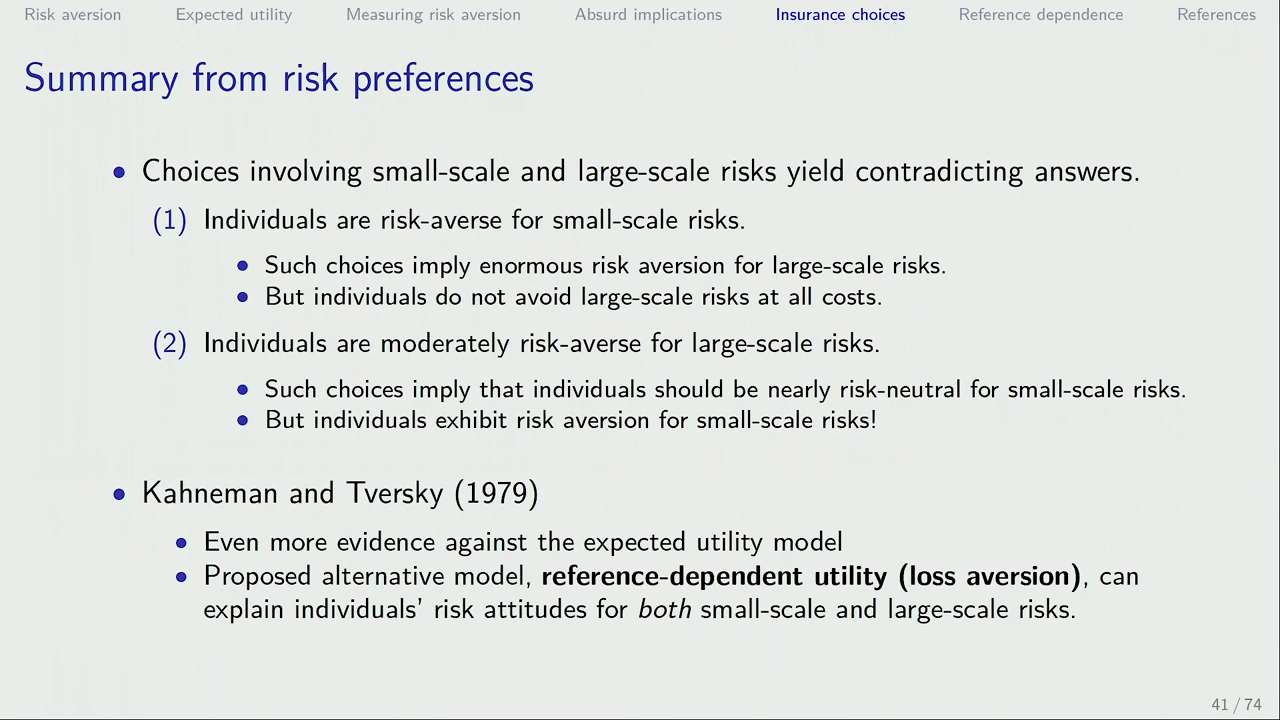 Risk aversion Expected utility Measuring risk aversion Absurd implications Insurance choices Reference dependence References
Summary from risk preferences
• Choices involving small-scale and large-scale risks yield contradicting answers.
(1) Individuals are risk-averse for small-scale risks.
• Such choices imply enormous risk aversion for large-scale risks.
• But individuals do not avoid large-scale risks at all costs.
(2) Individuals are moderately risk-averse for large-scale risks.
• Such choices imply that individuals should be nearly risk-neutral for small-scale risks.
• But individuals exhibit risk aversion for small-scale risks!
• Kahneman and Tversky (1979)
• Even more evidence against the expected utility model
• Proposed alternative model, reference-dependent utility (loss aversion), can
explain individuals' risk attitudes for both small-scale and large-scale risks.
41 / 74